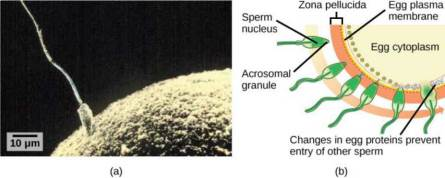 10 μm
(a)
Zona pellucida
Sperm
nucleus
Egg plasma
membrane
Egg cytoplasm
Acrosomal
granule
Changes in egg proteins prevent
entry of other sperm
(b)